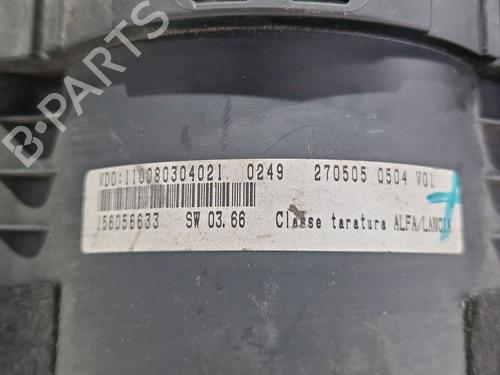 B-PARTS
VDO:110080304021 0249 270505 0504 V01
156056633 SW 03.66 Classe taratura ALFA/LANCIA